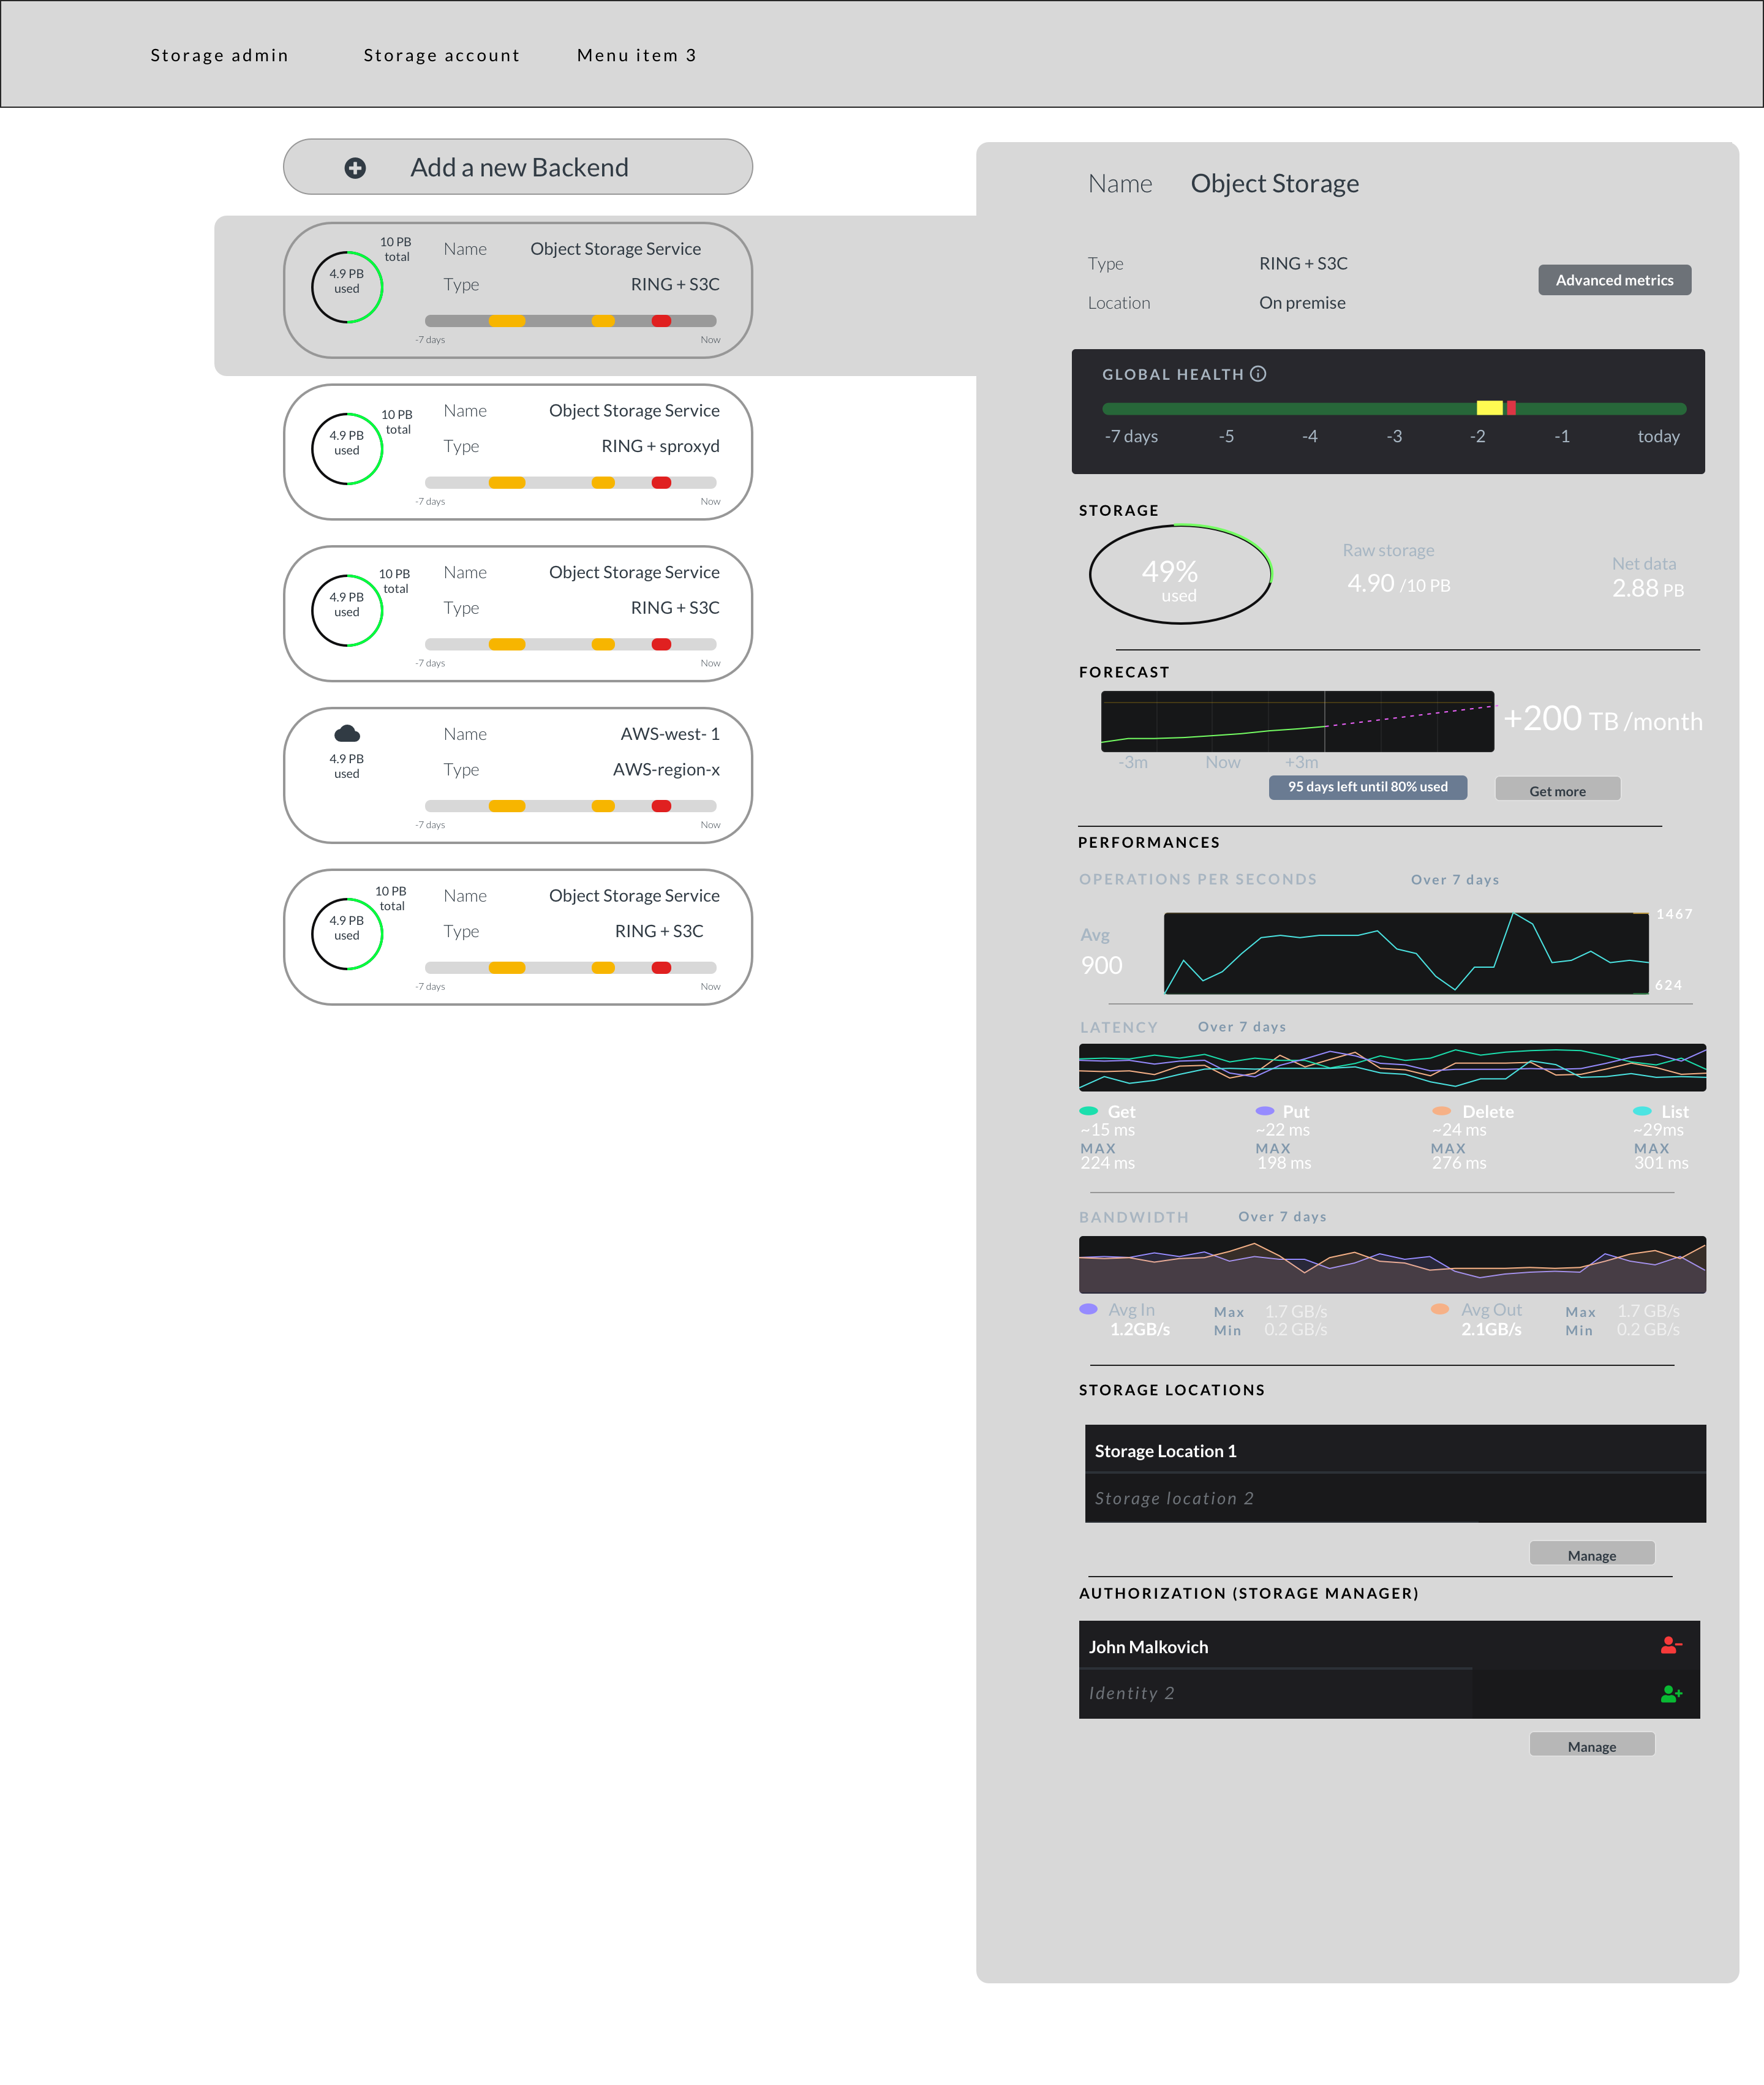 Storage admin
Storage account
Menu item 3
Add a new Backend
10 PB
total
4.9 PB
used
Name
Object Storage Service
Type
RING + S3C
-7 days
Now
10 PB
total
4.9 PB
used
Name
Object Storage Service
Type
RING + sproxyd
-7 days
Now
10 PB
total
4.9 PB
used
Name
Object Storage Service
Type
RING + S3C
-7 days
Now
4.9 PB
used
Name
AWS-west- 1
Type
AWS-region-x
-7 days
Now
10 PB
total
4.9 PB
used
Name
Object Storage Service
Type
RING + S3C
-7 days
Now
Name
Object Storage
Type
RING + S3C
Location
On premise
Advanced metrics
GLOBAL HEALTH
-7 days
-5
-4
-3
-2
-1
today
STORAGE
49%
used
Raw storage
4.90 /10 PB
Net data
2.88 PB
FORECAST
+200 TB /month
-3m
Now
+3m
95 days left until 80% used
Get more
PERFORMANCES
OPERATIONS PER SECONDS
Over 7 days
Avg
900
1467
624
LATENCY
Over 7 days
Get
~15 ms
MAX
224 ms
Put
~22 ms
MAX
198 ms
Delete
~24 ms
MAX
276 ms
List
~29ms
MAX
301 ms
BANDWIDTH
Over 7 days
Avg In
1.2GB/s
Max
1.7 GB/s
Min
0.2 GB/s
Avg Out
2.1GB/s
Max
1.7 GB/s
Min
0.2 GB/s
STORAGE LOCATIONS
Storage Location 1
Storage location 2
Manage
AUTHORIZATION (STORAGE MANAGER)
John Malkovich
Identity 2
Manage